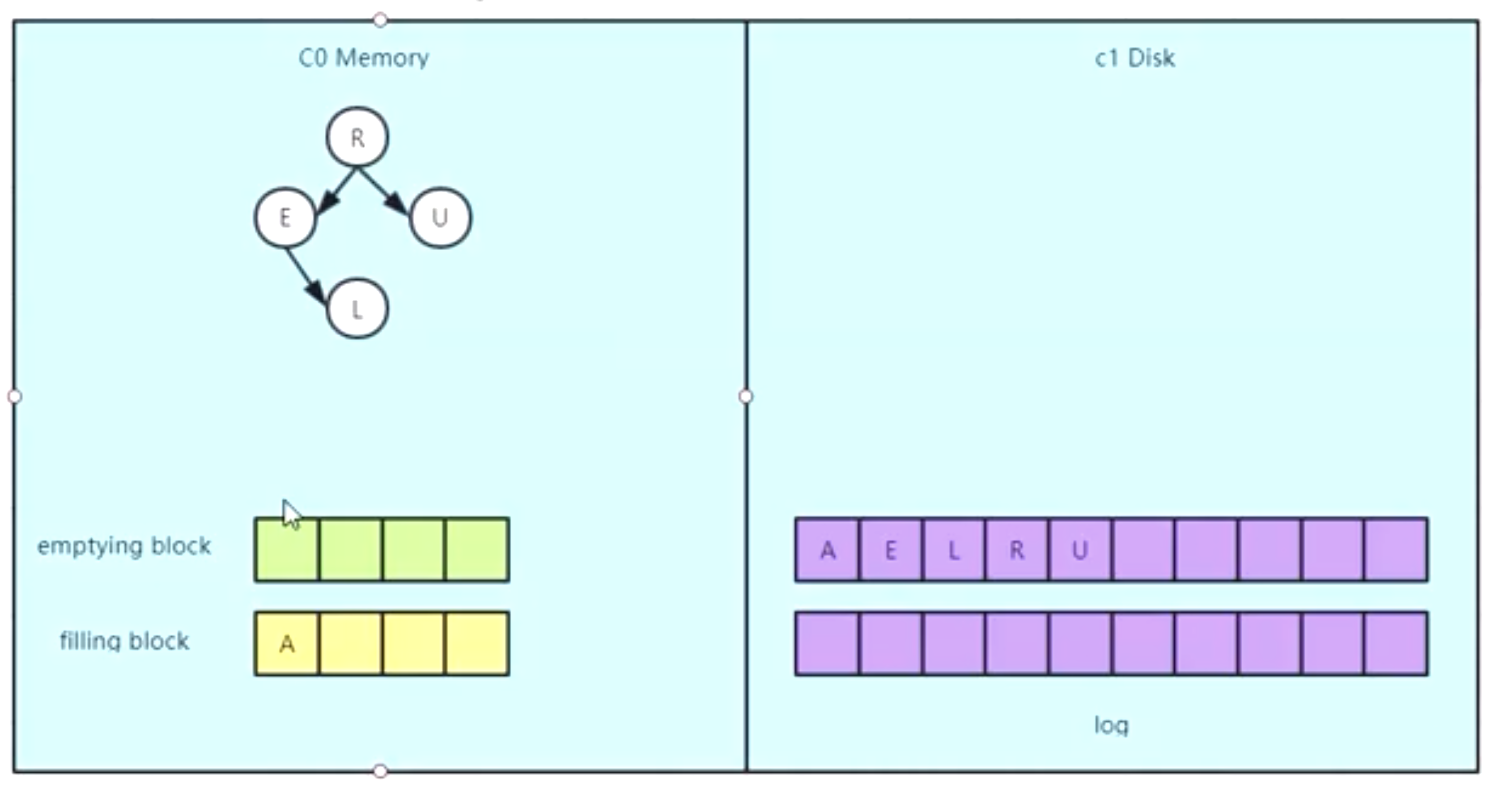 C0 Memory
c1 Disk
R
E
U
L
emptying block
A E L R U
filling block
A
log